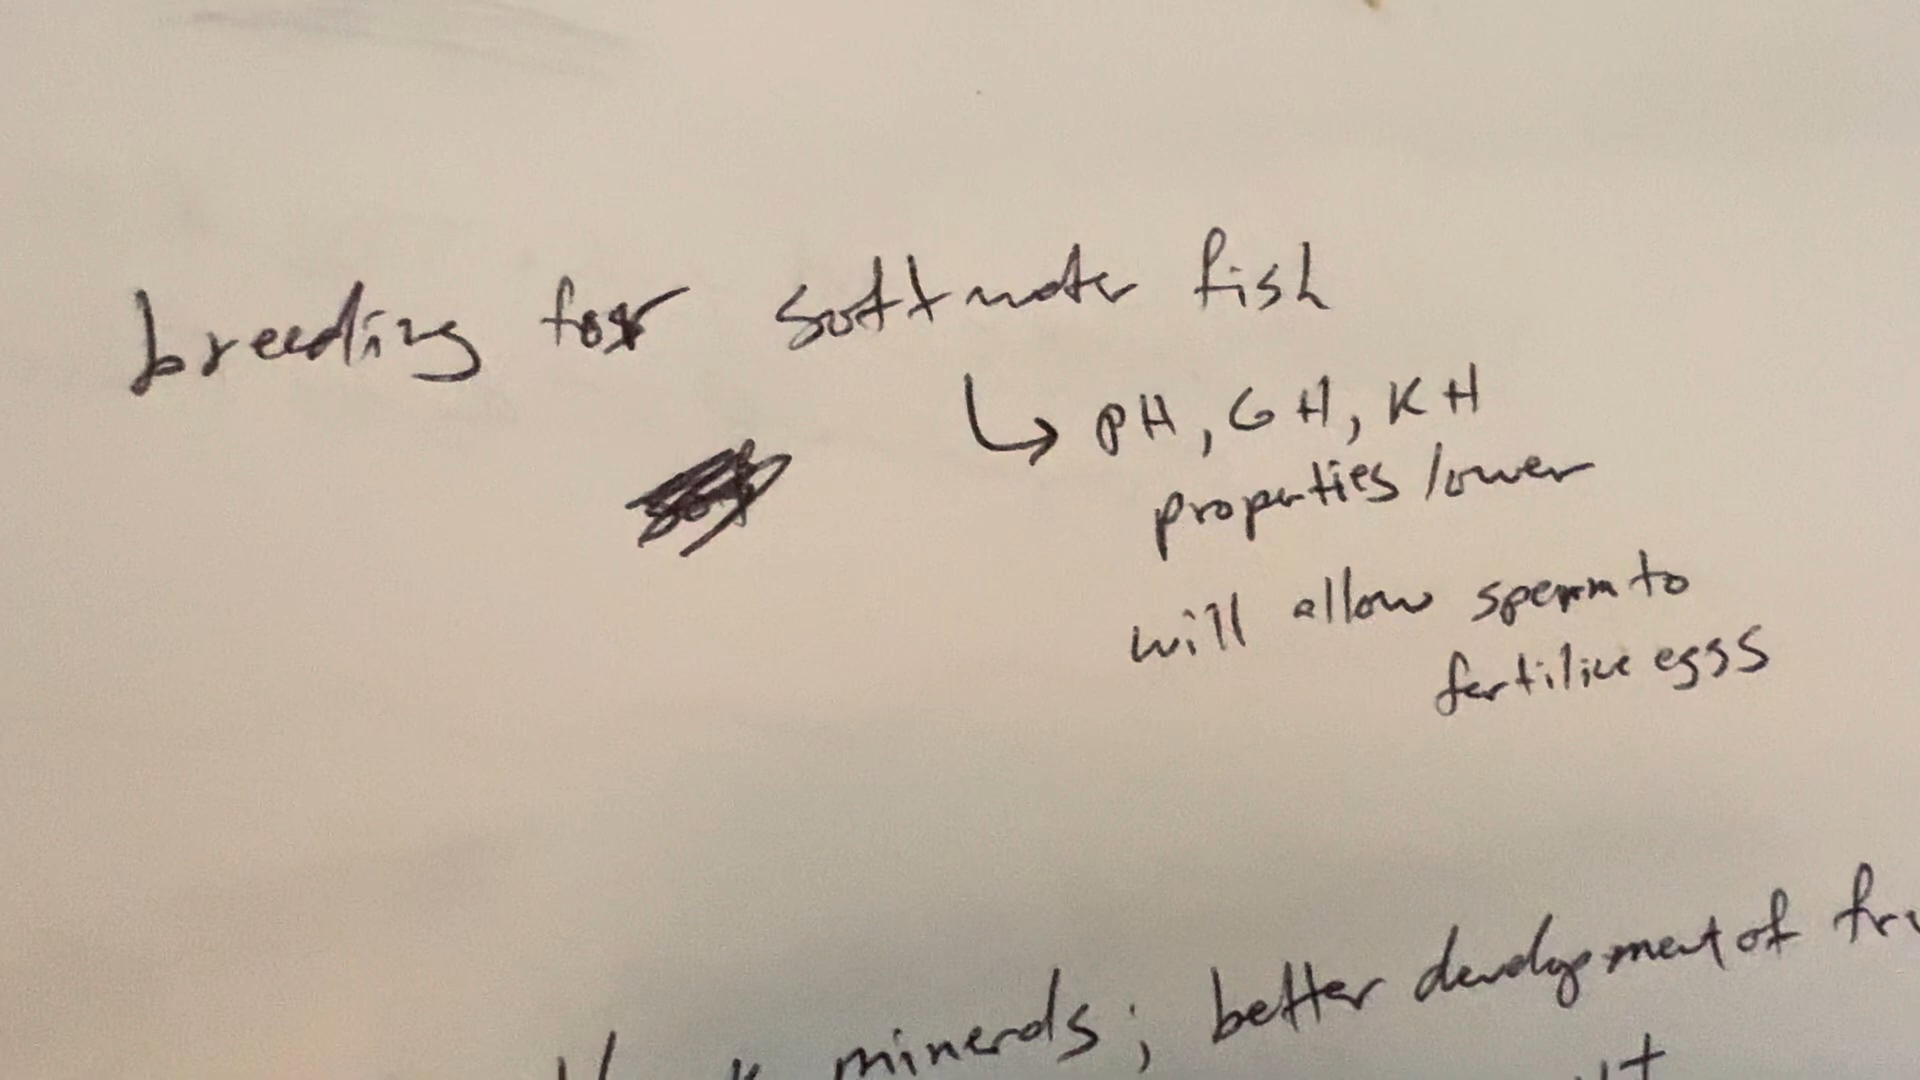 breeding for softwater fish
↳ pH, GH, KH
properties lower
will allow sperm to
fertilize eggs
minerals; better development of